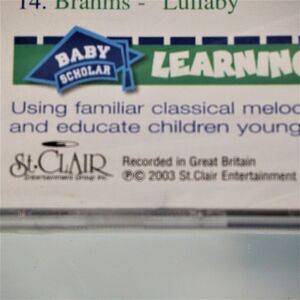 14. Brahms - "Lullaby"
BABY
SCHOLAR
LEARNING
Using familiar classical melod
and educate children young
St. CLAIR
Entertainment Group Inc.
Recorded in Great Britain
℗© 2003 St.Clair Entertainment